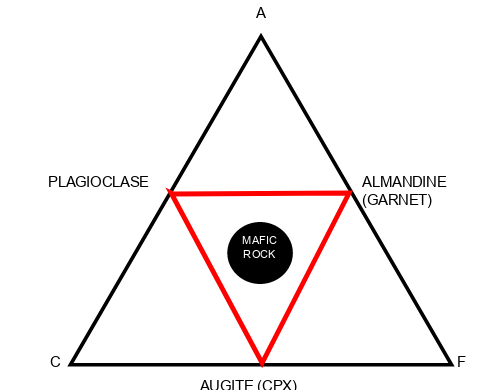 A
PLAGIOCLASE
ALMANDINE
(GARNET)
MAFIC
ROCK
C
F
AUGITE (CPX)